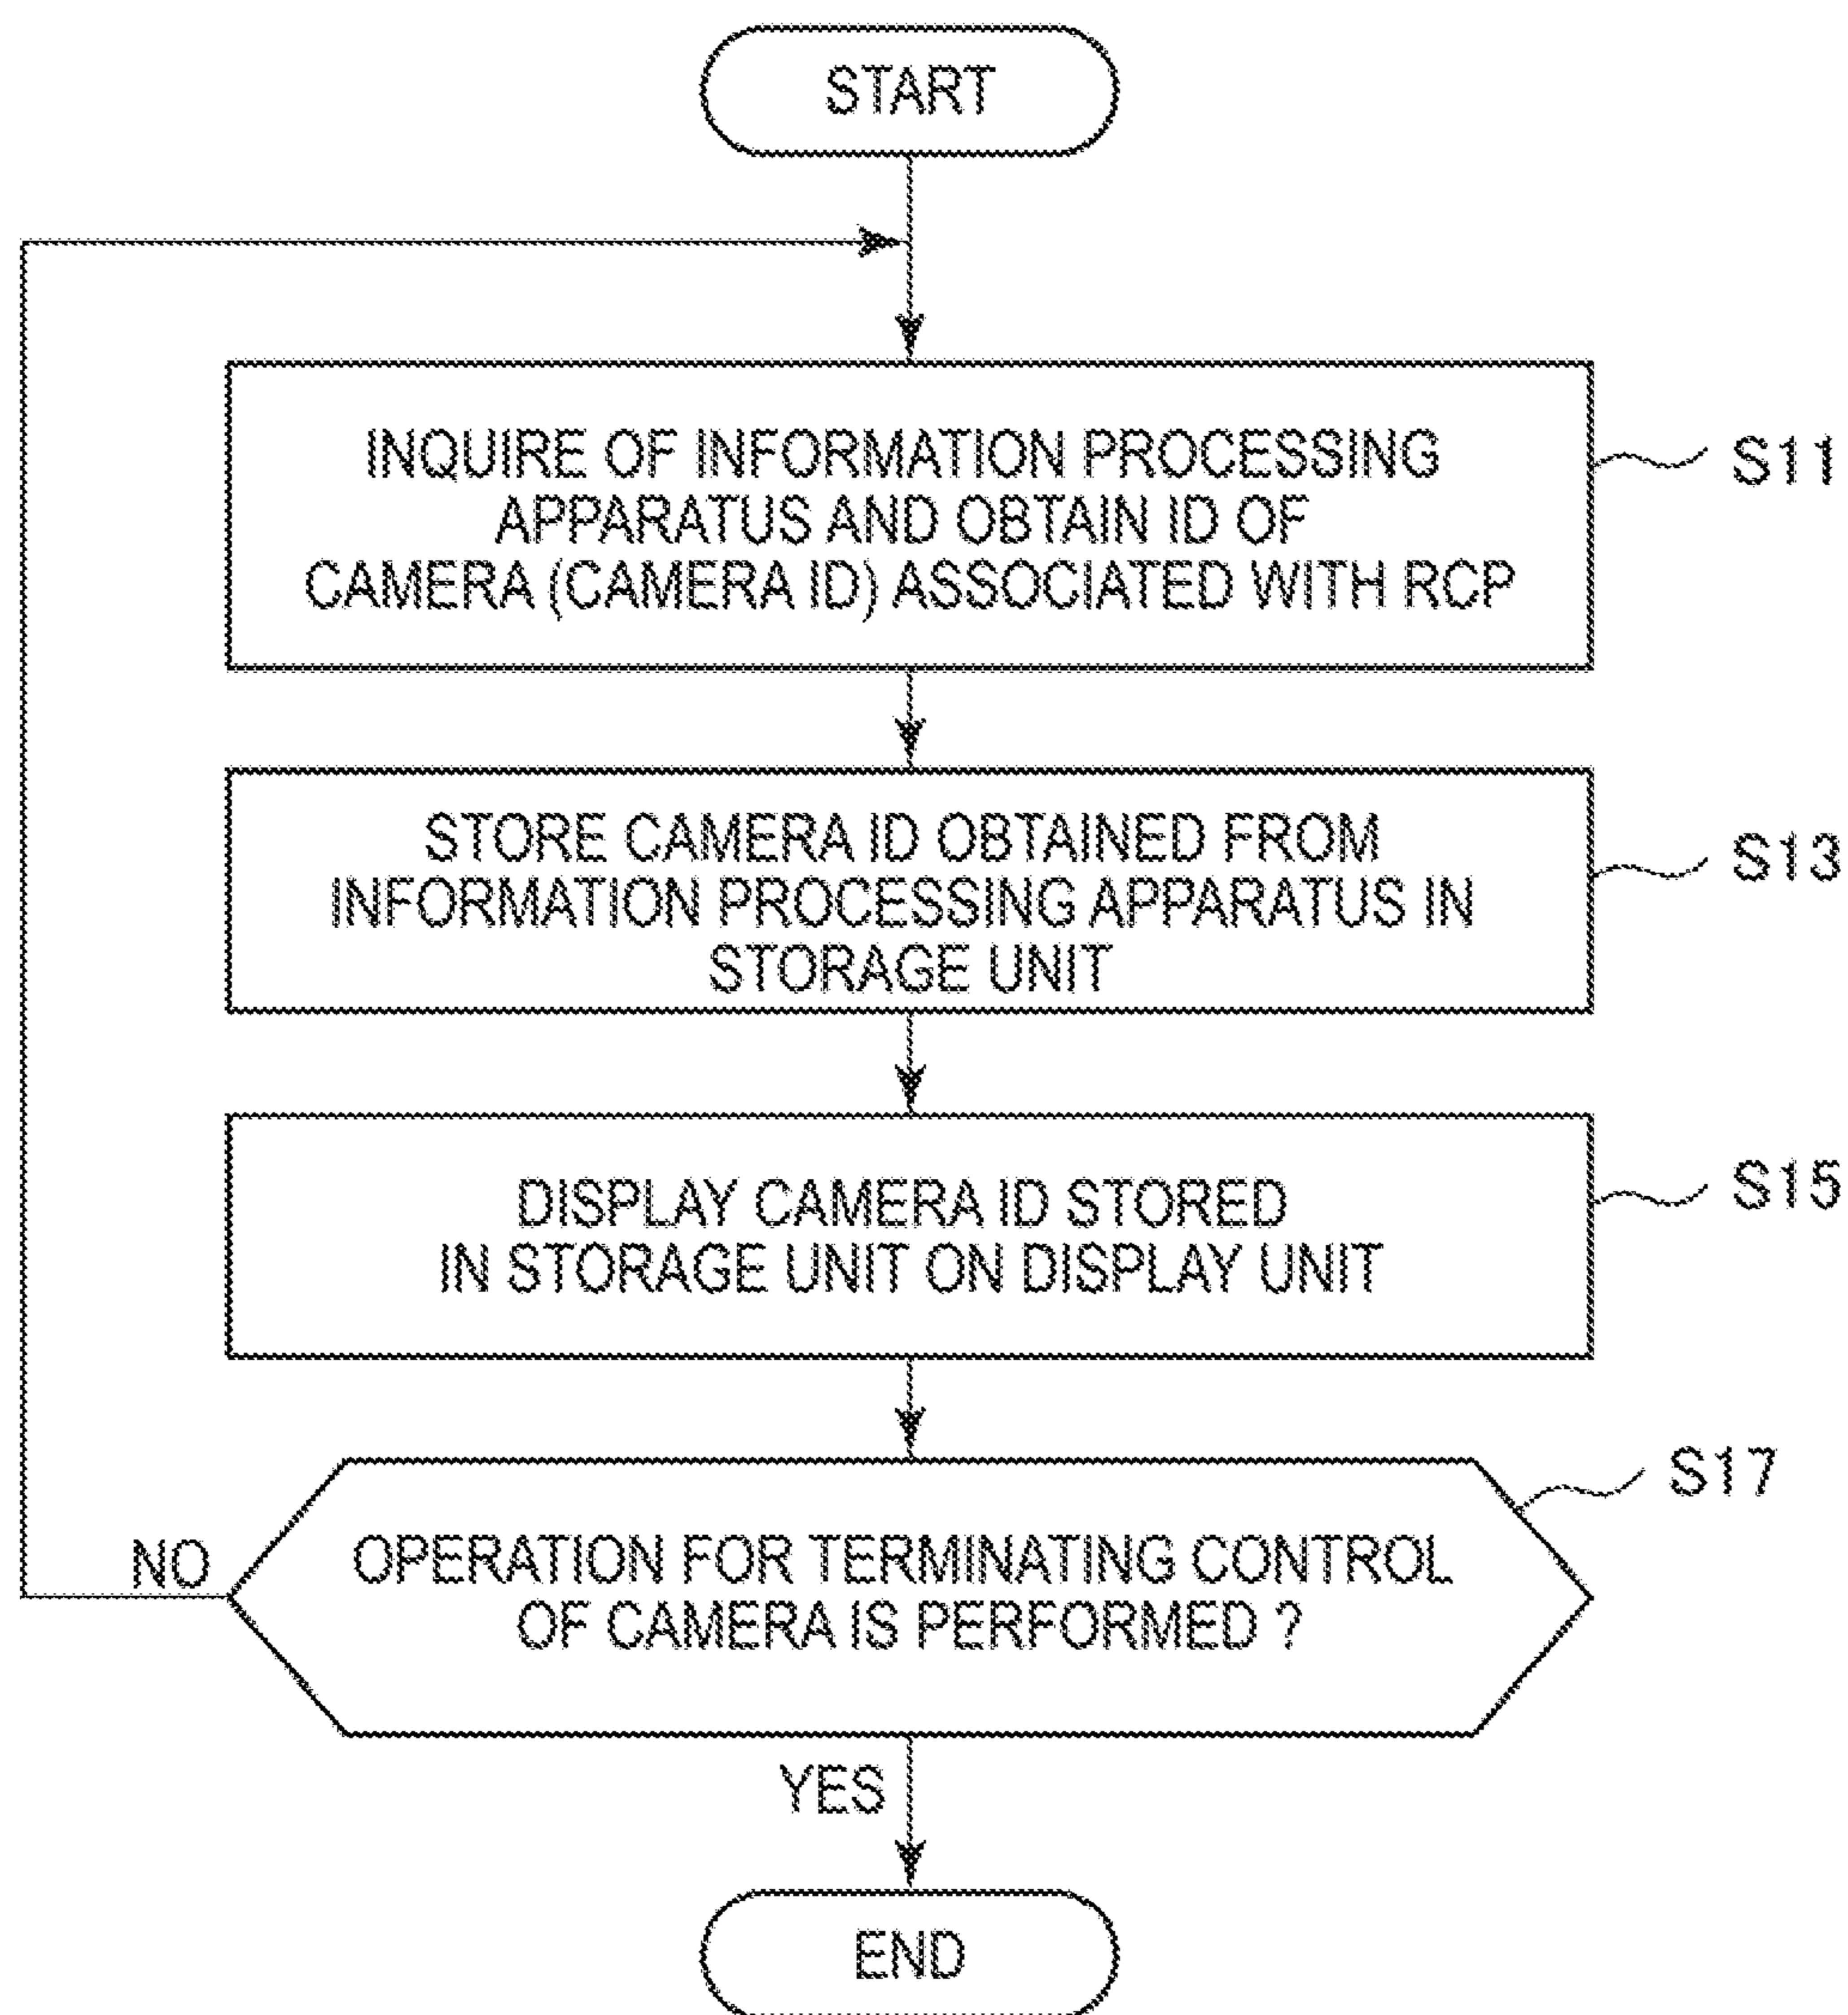 START
INQUIRE OF INFORMATION PROCESSING
APPARATUS AND OBTAIN ID OF
CAMERA (CAMERA ID) ASSOCIATED WITH RCP
S11
STORE CAMERA ID OBTAINED FROM
INFORMATION PROCESSING APPARATUS IN
STORAGE UNIT
S13
DISPLAY CAMERA ID STORED
IN STORAGE UNIT ON DISPLAY UNIT
S15
OPERATION FOR TERMINATING CONTROL
OF CAMERA IS PERFORMED ?
S17
NO
YES
END